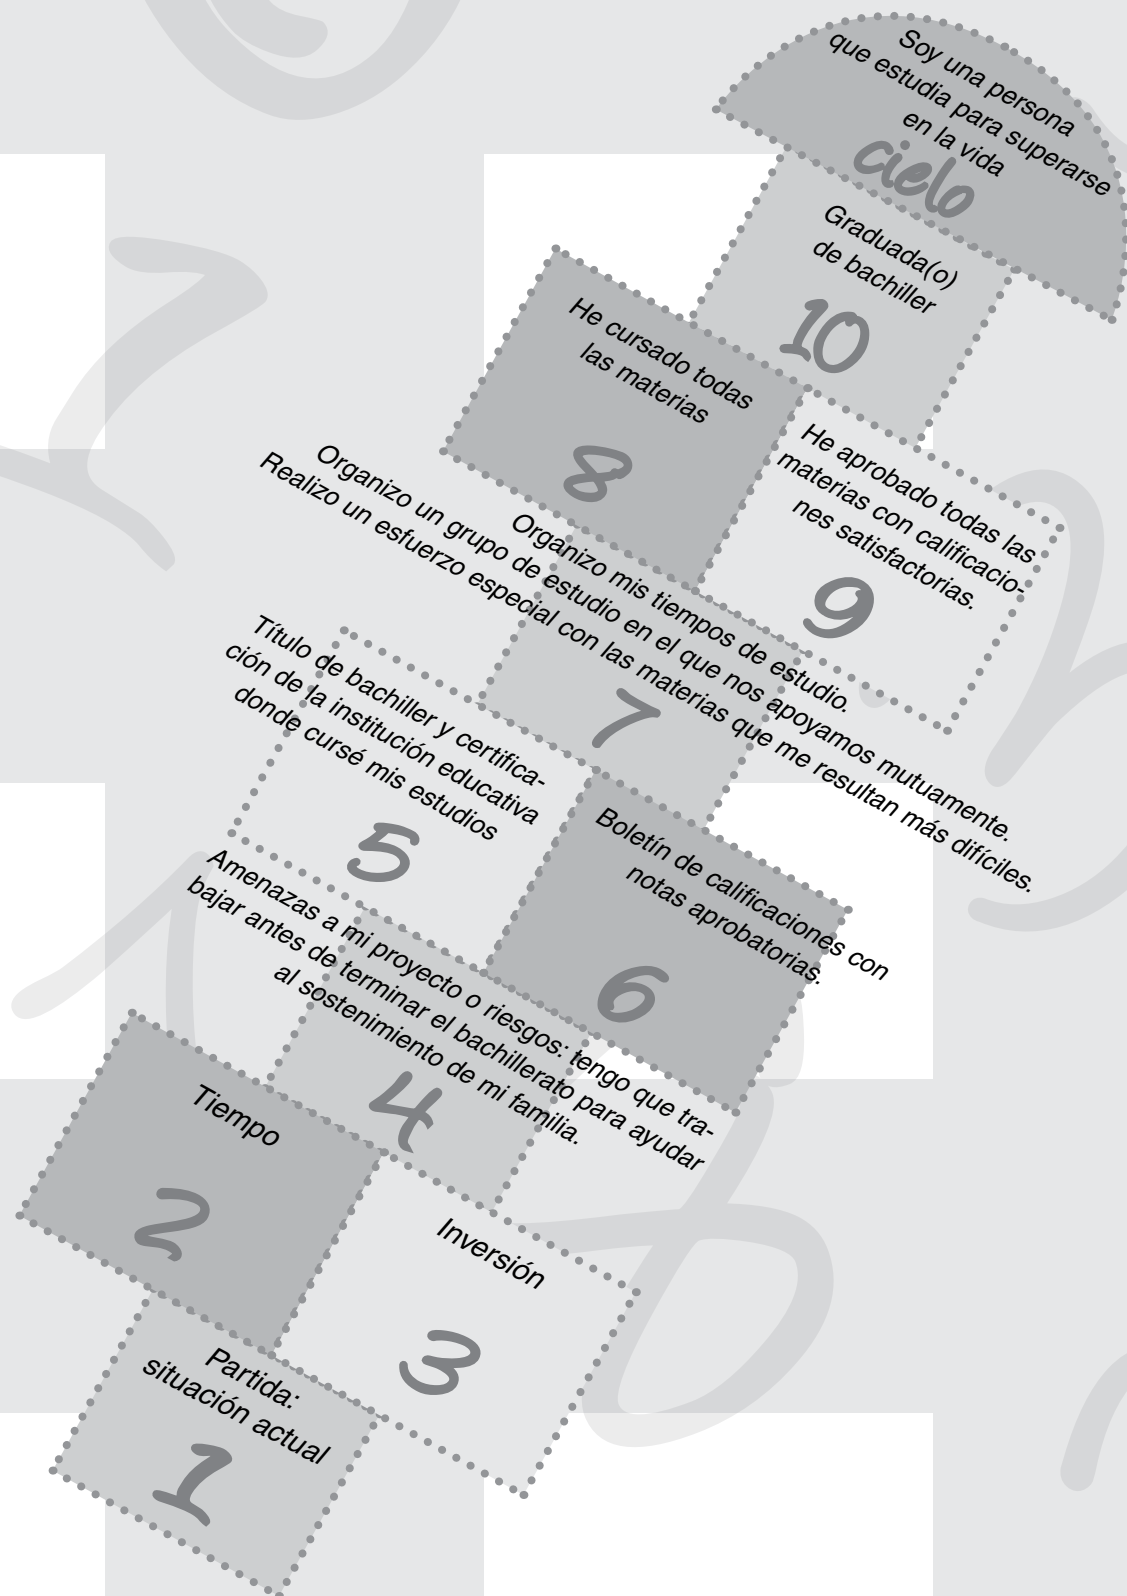 Soy una persona
que estudia para superarse
en la vida
cielo
Graduada(o)
de bachiller
10
He cursado todas
las materias
8
He aprobado todas las
materias con calificacio-
nes satisfactorias.
9
Organizo mis tiempos de estudio.
Organizo un grupo de estudio en el que nos apoyamos mutuamente.
Realizo un esfuerzo especial con las materias que me resultan más difíciles.
7
Título de bachiller y certifica-
ción de la institución educativa
donde cursé mis estudios
5
Boletín de calificaciones con
notas aprobatorias.
6
Amenazas a mi proyecto o riesgos: tengo que tra-
bajar antes de terminar el bachillerato para ayudar
al sostenimiento de mi familia.
4
Tiempo
2
Inversión
3
Partida:
situación actual
1